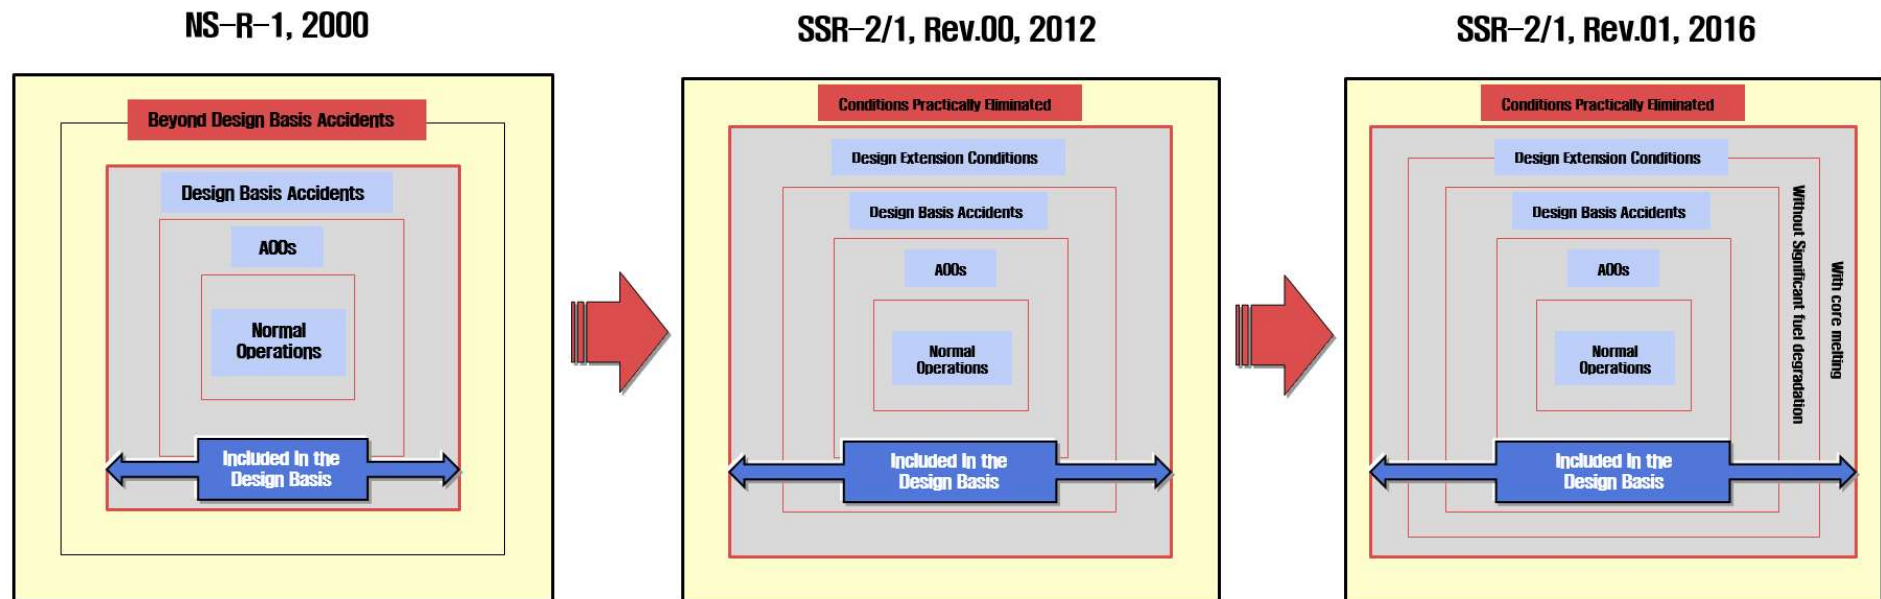 NS-R-1, 2000
Beyond Design Basis Accidents
Design Basis Accidents
AOOs
Normal
Operations
Included In the
Design Basis
SSR-2/1, Rev.00, 2012
Conditions Practically Eliminated
Design Extension Conditions
Design Basis Accidents
AOOs
Normal
Operations
Included In the
Design Basis
SSR-2/1, Rev.01, 2016
Conditions Practically Eliminated
Design Extension Conditions
Design Basis Accidents
AOOs
Normal
Operations
Included In the
Design Basis
Without Significant fuel degradation
With core melting